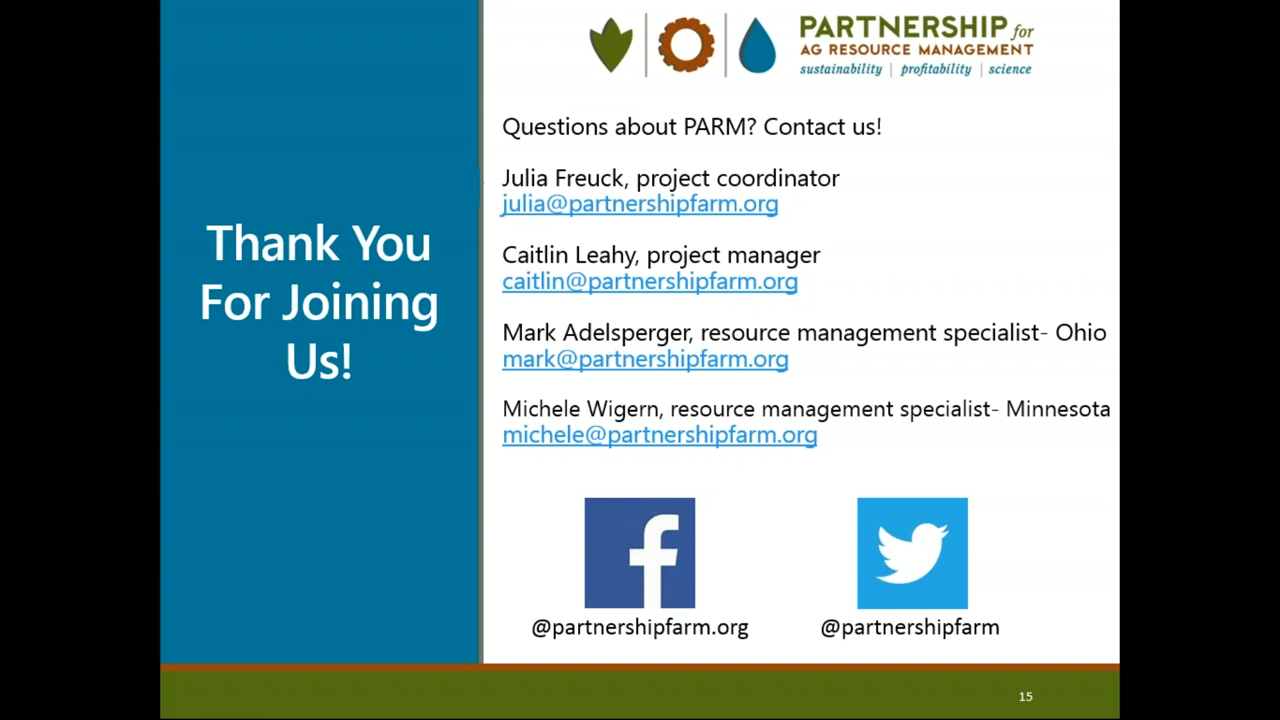 PARTNERSHIP for
AG RESOURCE MANAGEMENT
sustainability | profitability | science
Thank You
For Joining
Us!
Questions about PARM? Contact us!
Julia Freuck, project coordinator
julia@partnershipfarm.org
Caitlin Leahy, project manager
caitlin@partnershipfarm.org
Mark Adelsperger, resource management specialist- Ohio
mark@partnershipfarm.org
Michele Wigern, resource management specialist- Minnesota
michele@partnershipfarm.org
@partnershipfarm.org
@partnershipfarm
15